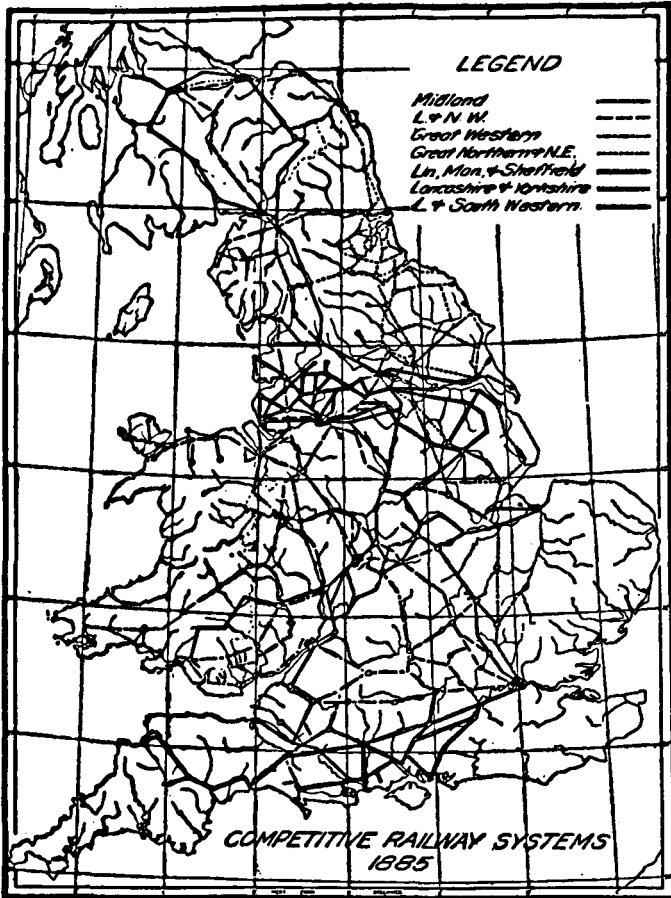 LEGEND
Midland
L. & N. W.
Great Western
Great Northern & N.E.
Lin, Man, & Sheffield
Lancashire & Yorkshire
L. & South Western.
COMPETITIVE RAILWAY SYSTEMS
1885